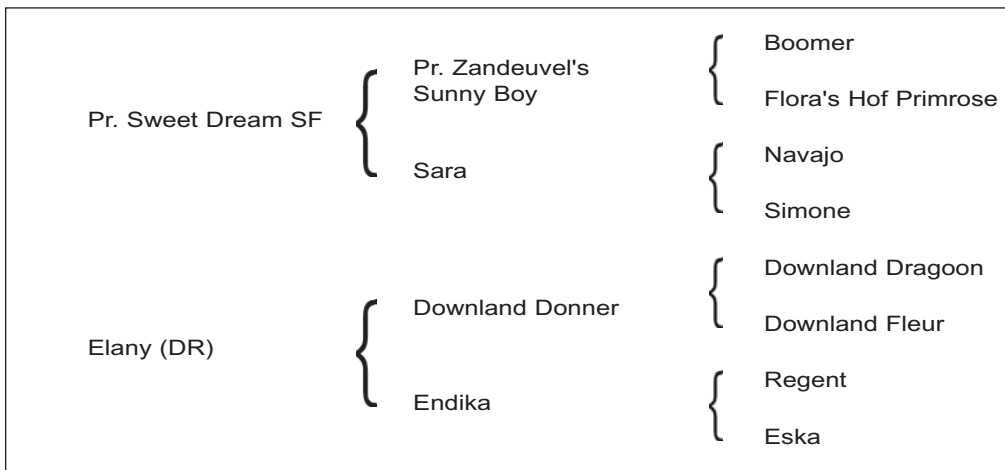 Pr. Sweet Dream SF
Pr. Zandeuvel's
Sunny Boy
Boomer
Flora's Hof Primrose
Sara
Navajo
Simone
Elany (DR)
Downland Donner
Downland Dragoon
Downland Fleur
Endika
Regent
Eska